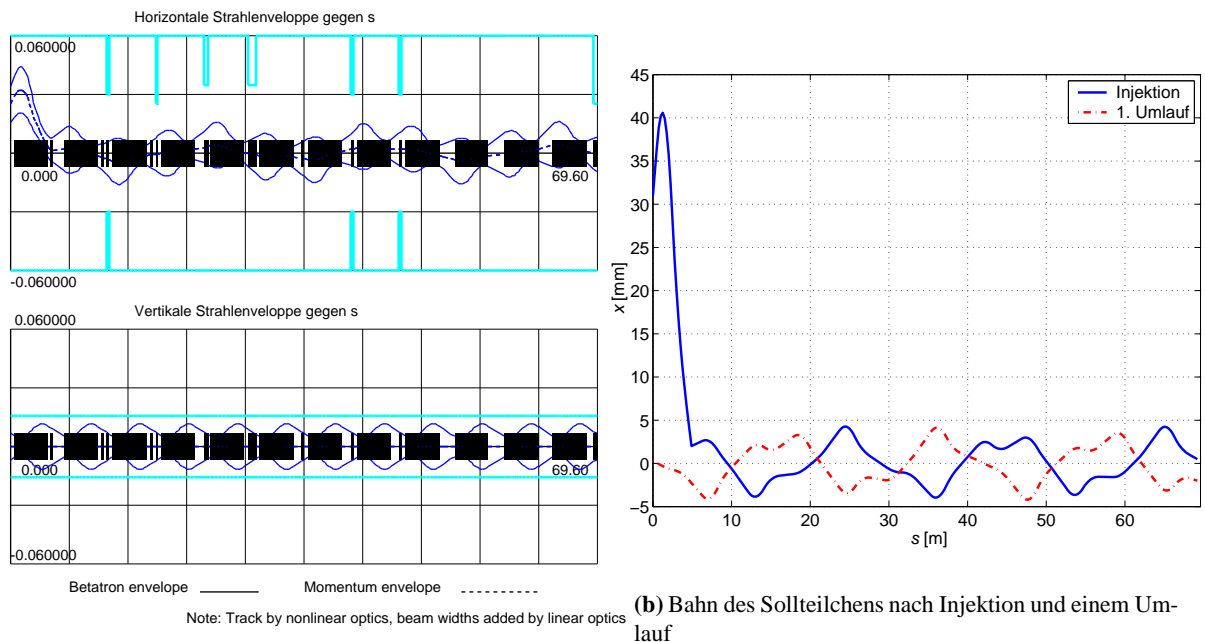 Horizontale Strahlenveloppe gegen s
0.060000
0.000
69.60
-0.060000
Vertikale Strahlenveloppe gegen s
0.060000
0.000
69.60
-0.060000
Betatron envelope
Momentum envelope
Note: Track by nonlinear optics, beam widths added by linear optics
45
40
35
30
25
20
15
10
5
0
−5
x [mm]
Injektion
1. Umlauf
0 10 20 30 40 50 60
s [m]
(b) Bahn des Sollteilchens nach Injektion und einem Um-
lauf